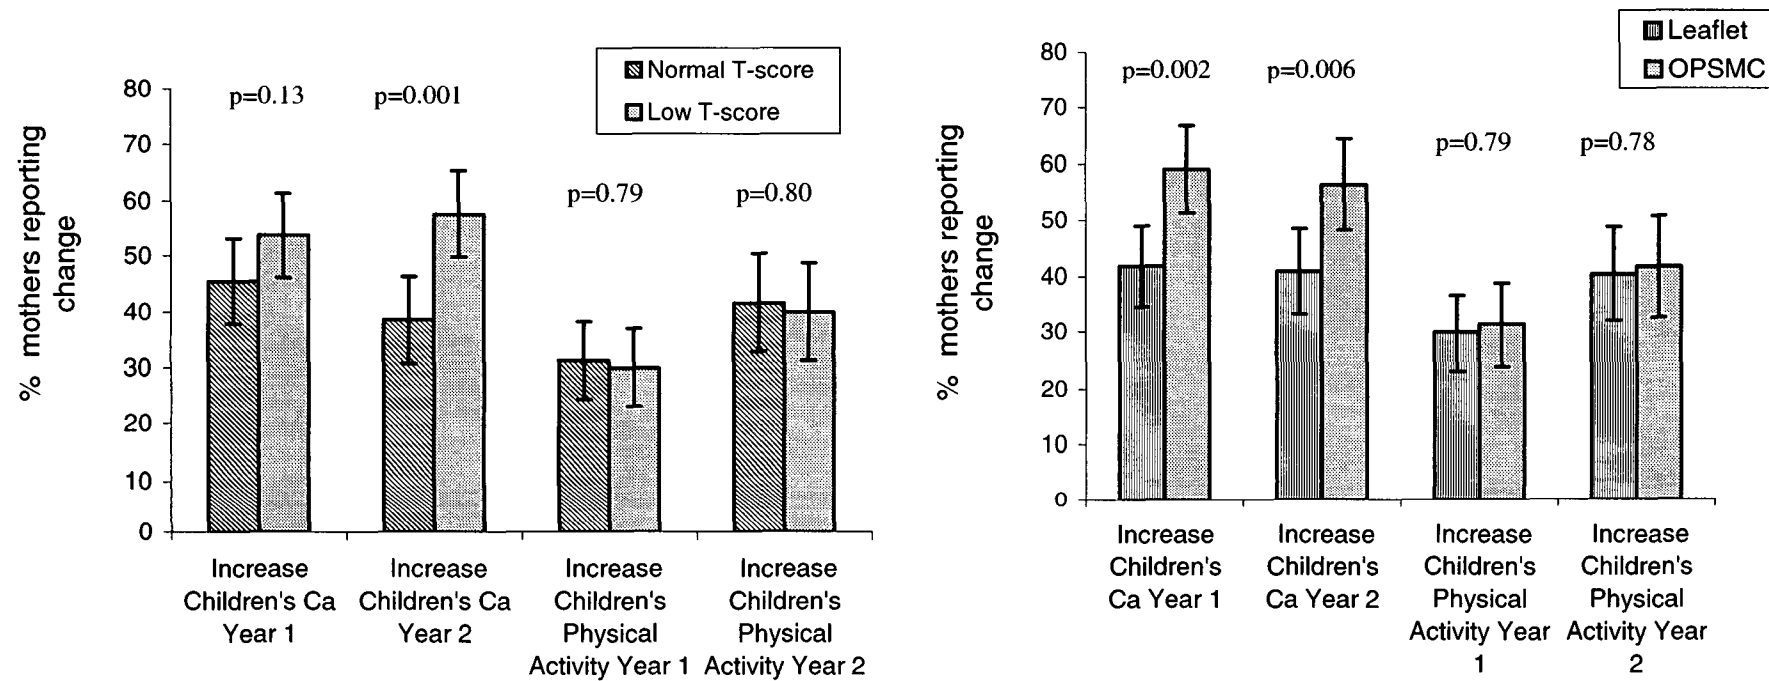 % mothers reporting
change
Normal T-score
Low T-score
80
70
60
50
40
30
20
10
0
p=0.13
p=0.001
p=0.79
p=0.80
Increase
Children's Ca
Year 1
Increase
Children's Ca
Year 2
Increase
Children's
Physical
Activity Year 1
Increase
Children's
Physical
Activity Year 2
% mothers reporting
change
Leaflet
OPSMC
80
70
60
50
40
30
20
10
0
p=0.002
p=0.006
p=0.79
p=0.78
Increase
Children's
Ca Year 1
Increase
Children's
Ca Year 2
Increase
Children's
Physical
Activity Year
1
Increase
Children's
Physical
Activity Year
2